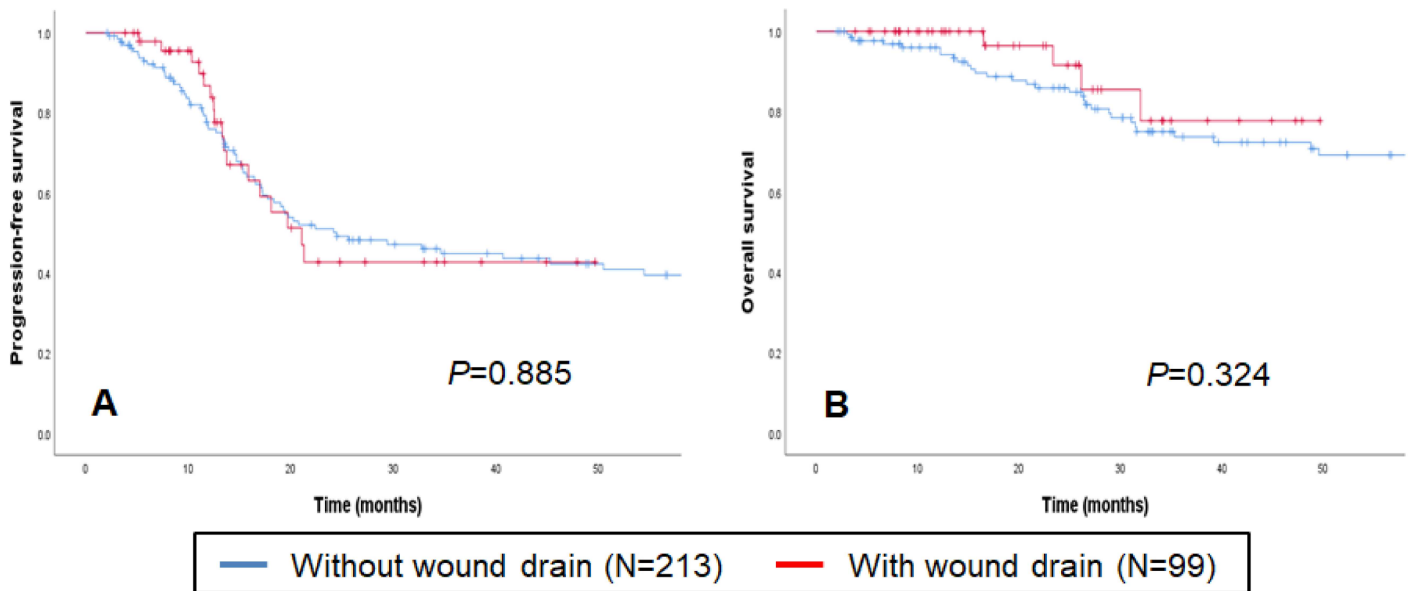 Progression-free survival
1.0
0.8
0.6
0.4
0.2
0.0
P=0.885
A
0 10 20 30 40 50
Time (months)
Overall survival
1.0
0.8
0.6
0.4
0.2
0.0
P=0.324
B
0 10 20 30 40 50
Time (months)
Without wound drain (N=213) With wound drain (N=99)